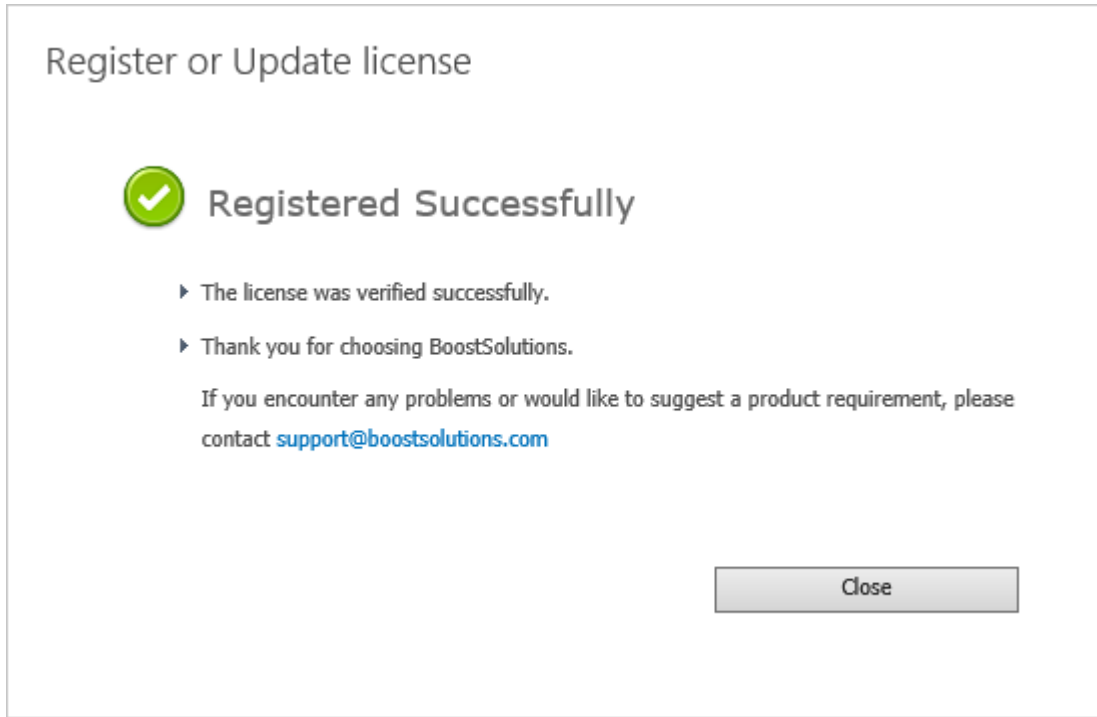 Register or Update license
Registered Successfully
The license was verified successfully.
Thank you for choosing BoostSolutions.
If you encounter any problems or would like to suggest a product requirement, please
contact support@boostsolutions.com
Close